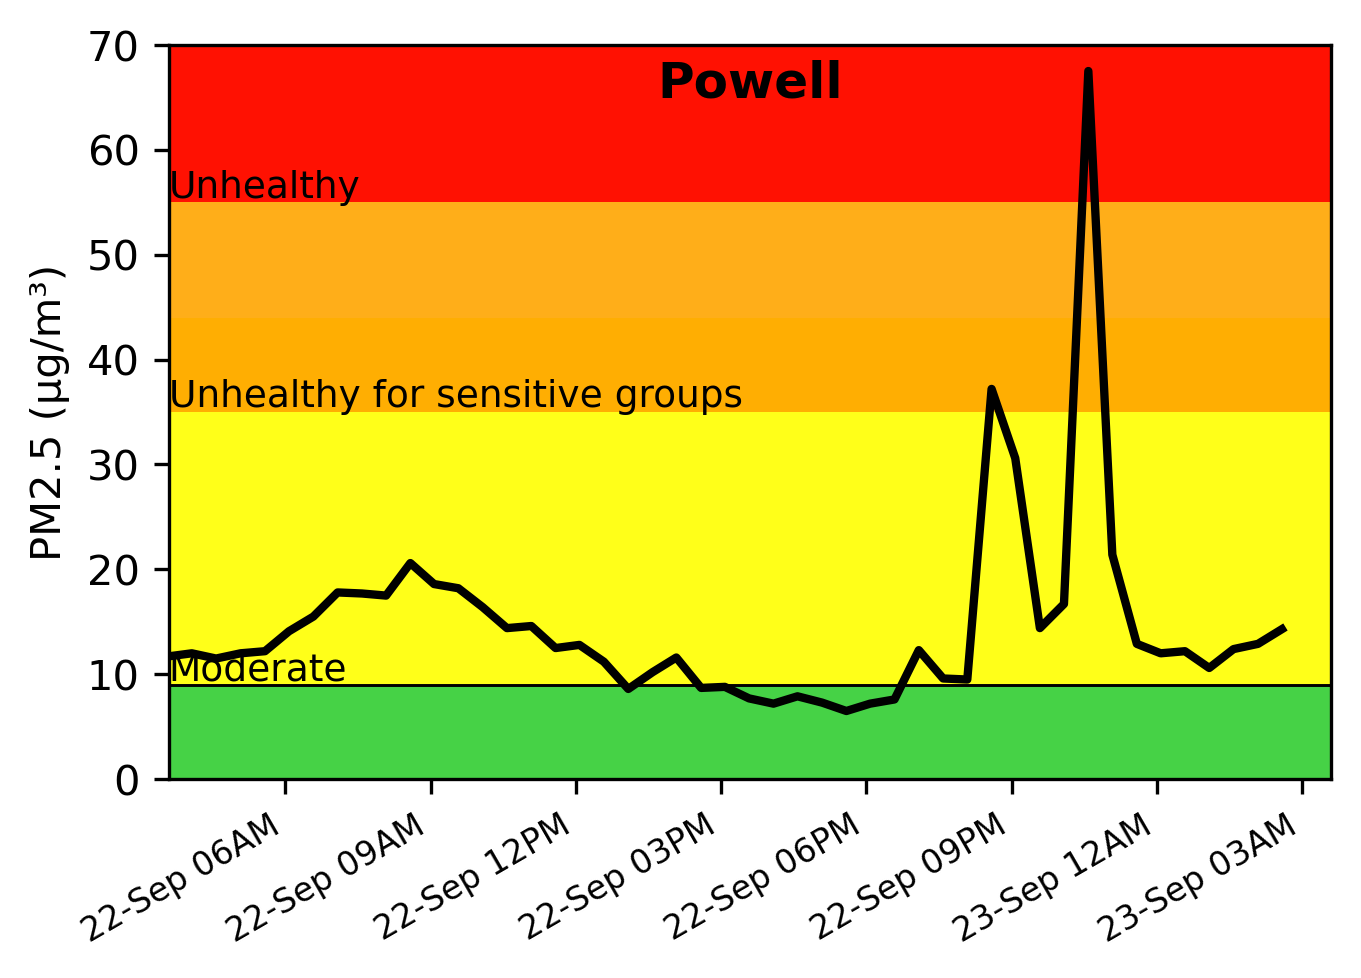 Powell
70
60
50
40
30
20
10
0
PM2.5 (µg/m³)
Unhealthy
Unhealthy for sensitive groups
Moderate
22-Sep 06AM
22-Sep 09AM
22-Sep 12PM
22-Sep 03PM
22-Sep 06PM
22-Sep 09PM
23-Sep 12AM
23-Sep 03AM